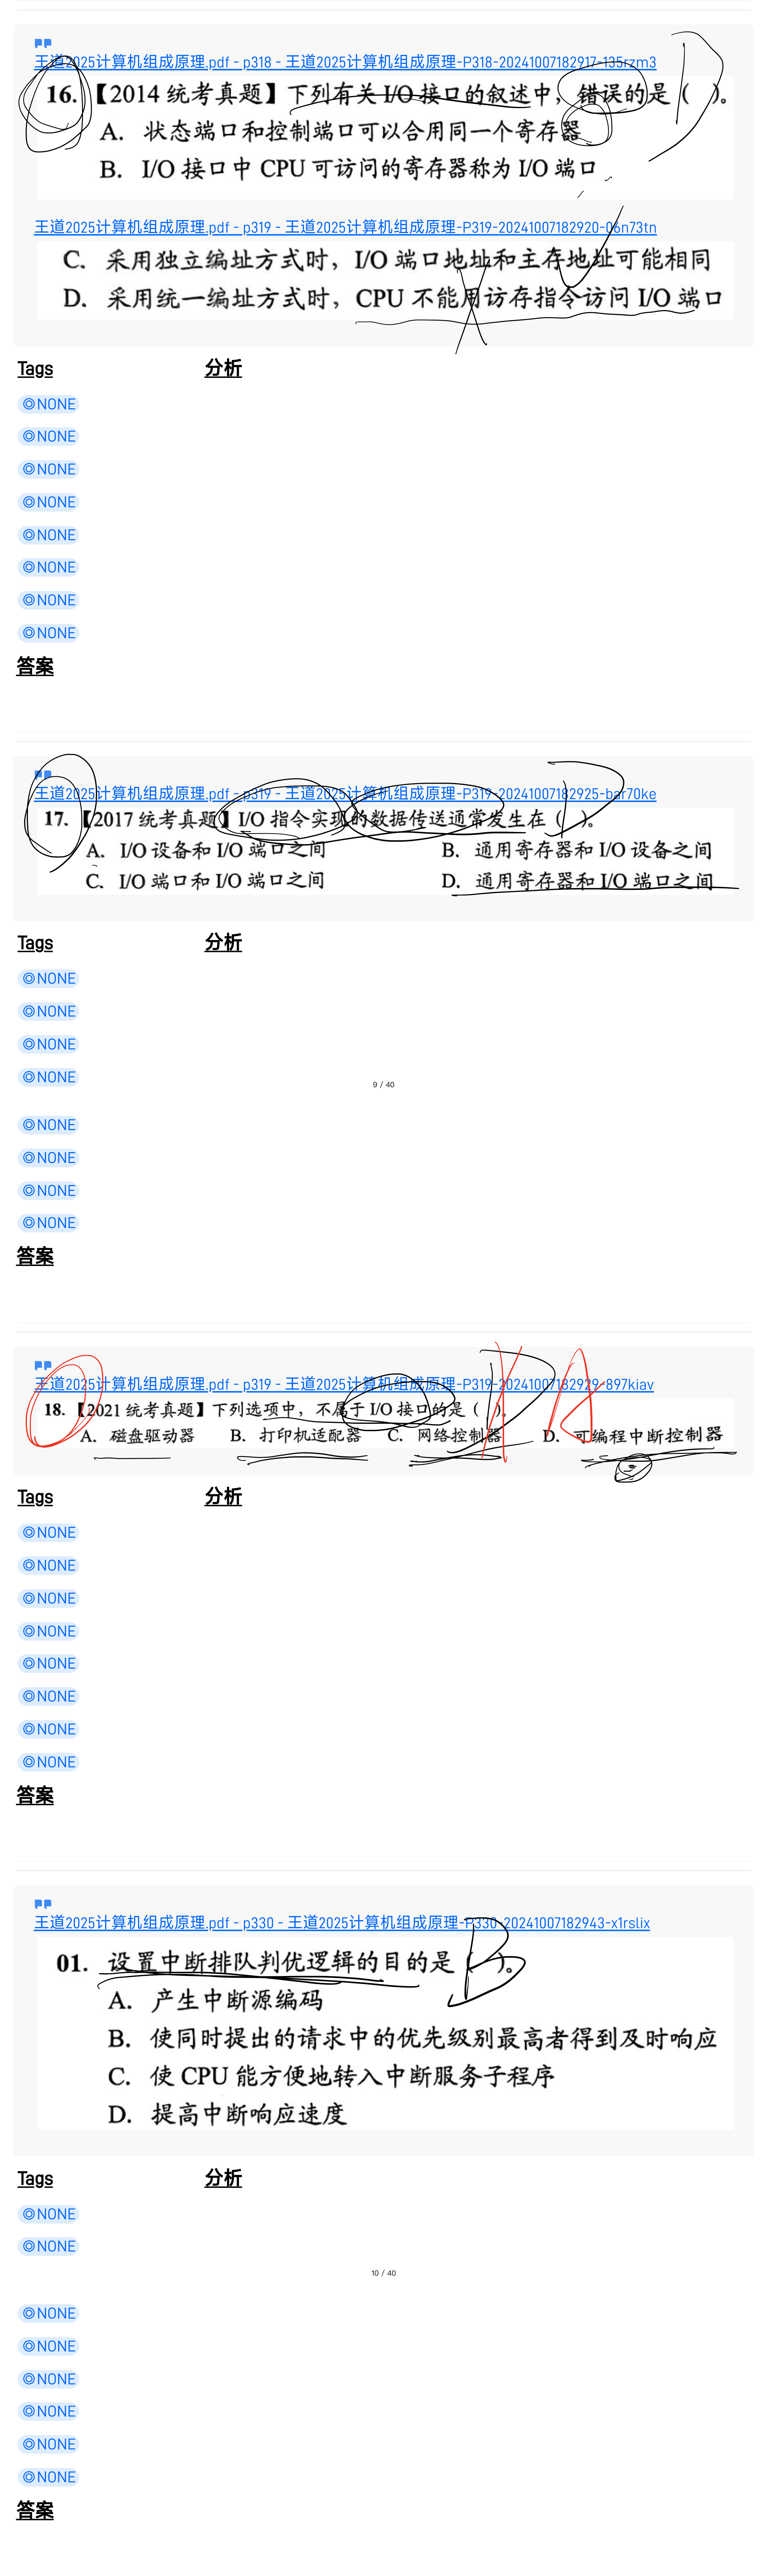 王道2025计算机组成原理.pdf - p318 - 王道2025计算机组成原理-P318-20241007182917-135rzm3
16. 【2014 统考真题】下列有关 I/O 接口的叙述中，错误的是（ ）。 D
A. 状态端口和控制端口可以合用同一个寄存器
B. I/O 接口中 CPU 可访问的寄存器称为 I/O 端口
王道2025计算机组成原理.pdf - p319 - 王道2025计算机组成原理-P319-20241007182920-06n73tn
C. 采用独立编址方式时，I/O 端口地址和主存地址可能相同
D. 采用统一编址方式时，CPU 不能用访存指令访问 I/O 端口
Tags 分析
◎NONE
◎NONE
◎NONE
◎NONE
◎NONE
◎NONE
◎NONE
◎NONE
答案
王道2025计算机组成原理.pdf - p319 - 王道2025计算机组成原理-P319-20241007182925-bar70ke
17. 【2017 统考真题】I/O 指令实现的数据传送通常发生在（ ）。 D
A. I/O 设备和 I/O 端口之间 B. 通用寄存器和 I/O 设备之间
C. I/O 端口和 I/O 端口之间 D. 通用寄存器和 I/O 端口之间
Tags 分析
◎NONE
◎NONE
◎NONE
◎NONE
9 / 40
◎NONE
◎NONE
◎NONE
◎NONE
答案
王道2025计算机组成原理.pdf - p319 - 王道2025计算机组成原理-P319-20241007182929-897kiav
18. 【2021 统考真题】下列选项中，不属于 I/O 接口的是（ ）。 D A
A. 磁盘驱动器 B. 打印机适配器 C. 网络控制器 D. 可编程中断控制器
Tags 分析
◎NONE
◎NONE
◎NONE
◎NONE
◎NONE
◎NONE
◎NONE
◎NONE
答案
王道2025计算机组成原理.pdf - p330 - 王道2025计算机组成原理-P330-20241007182943-x1rslix
01. 设置中断排队判优逻辑的目的是（ ）。 B
A. 产生中断源编码
B. 使同时提出的请求中的优先级别最高者得到及时响应
C. 使 CPU 能方便地转入中断服务子程序
D. 提高中断响应速度
Tags 分析
◎NONE
◎NONE
10 / 40
◎NONE
◎NONE
◎NONE
◎NONE
◎NONE
◎NONE
答案